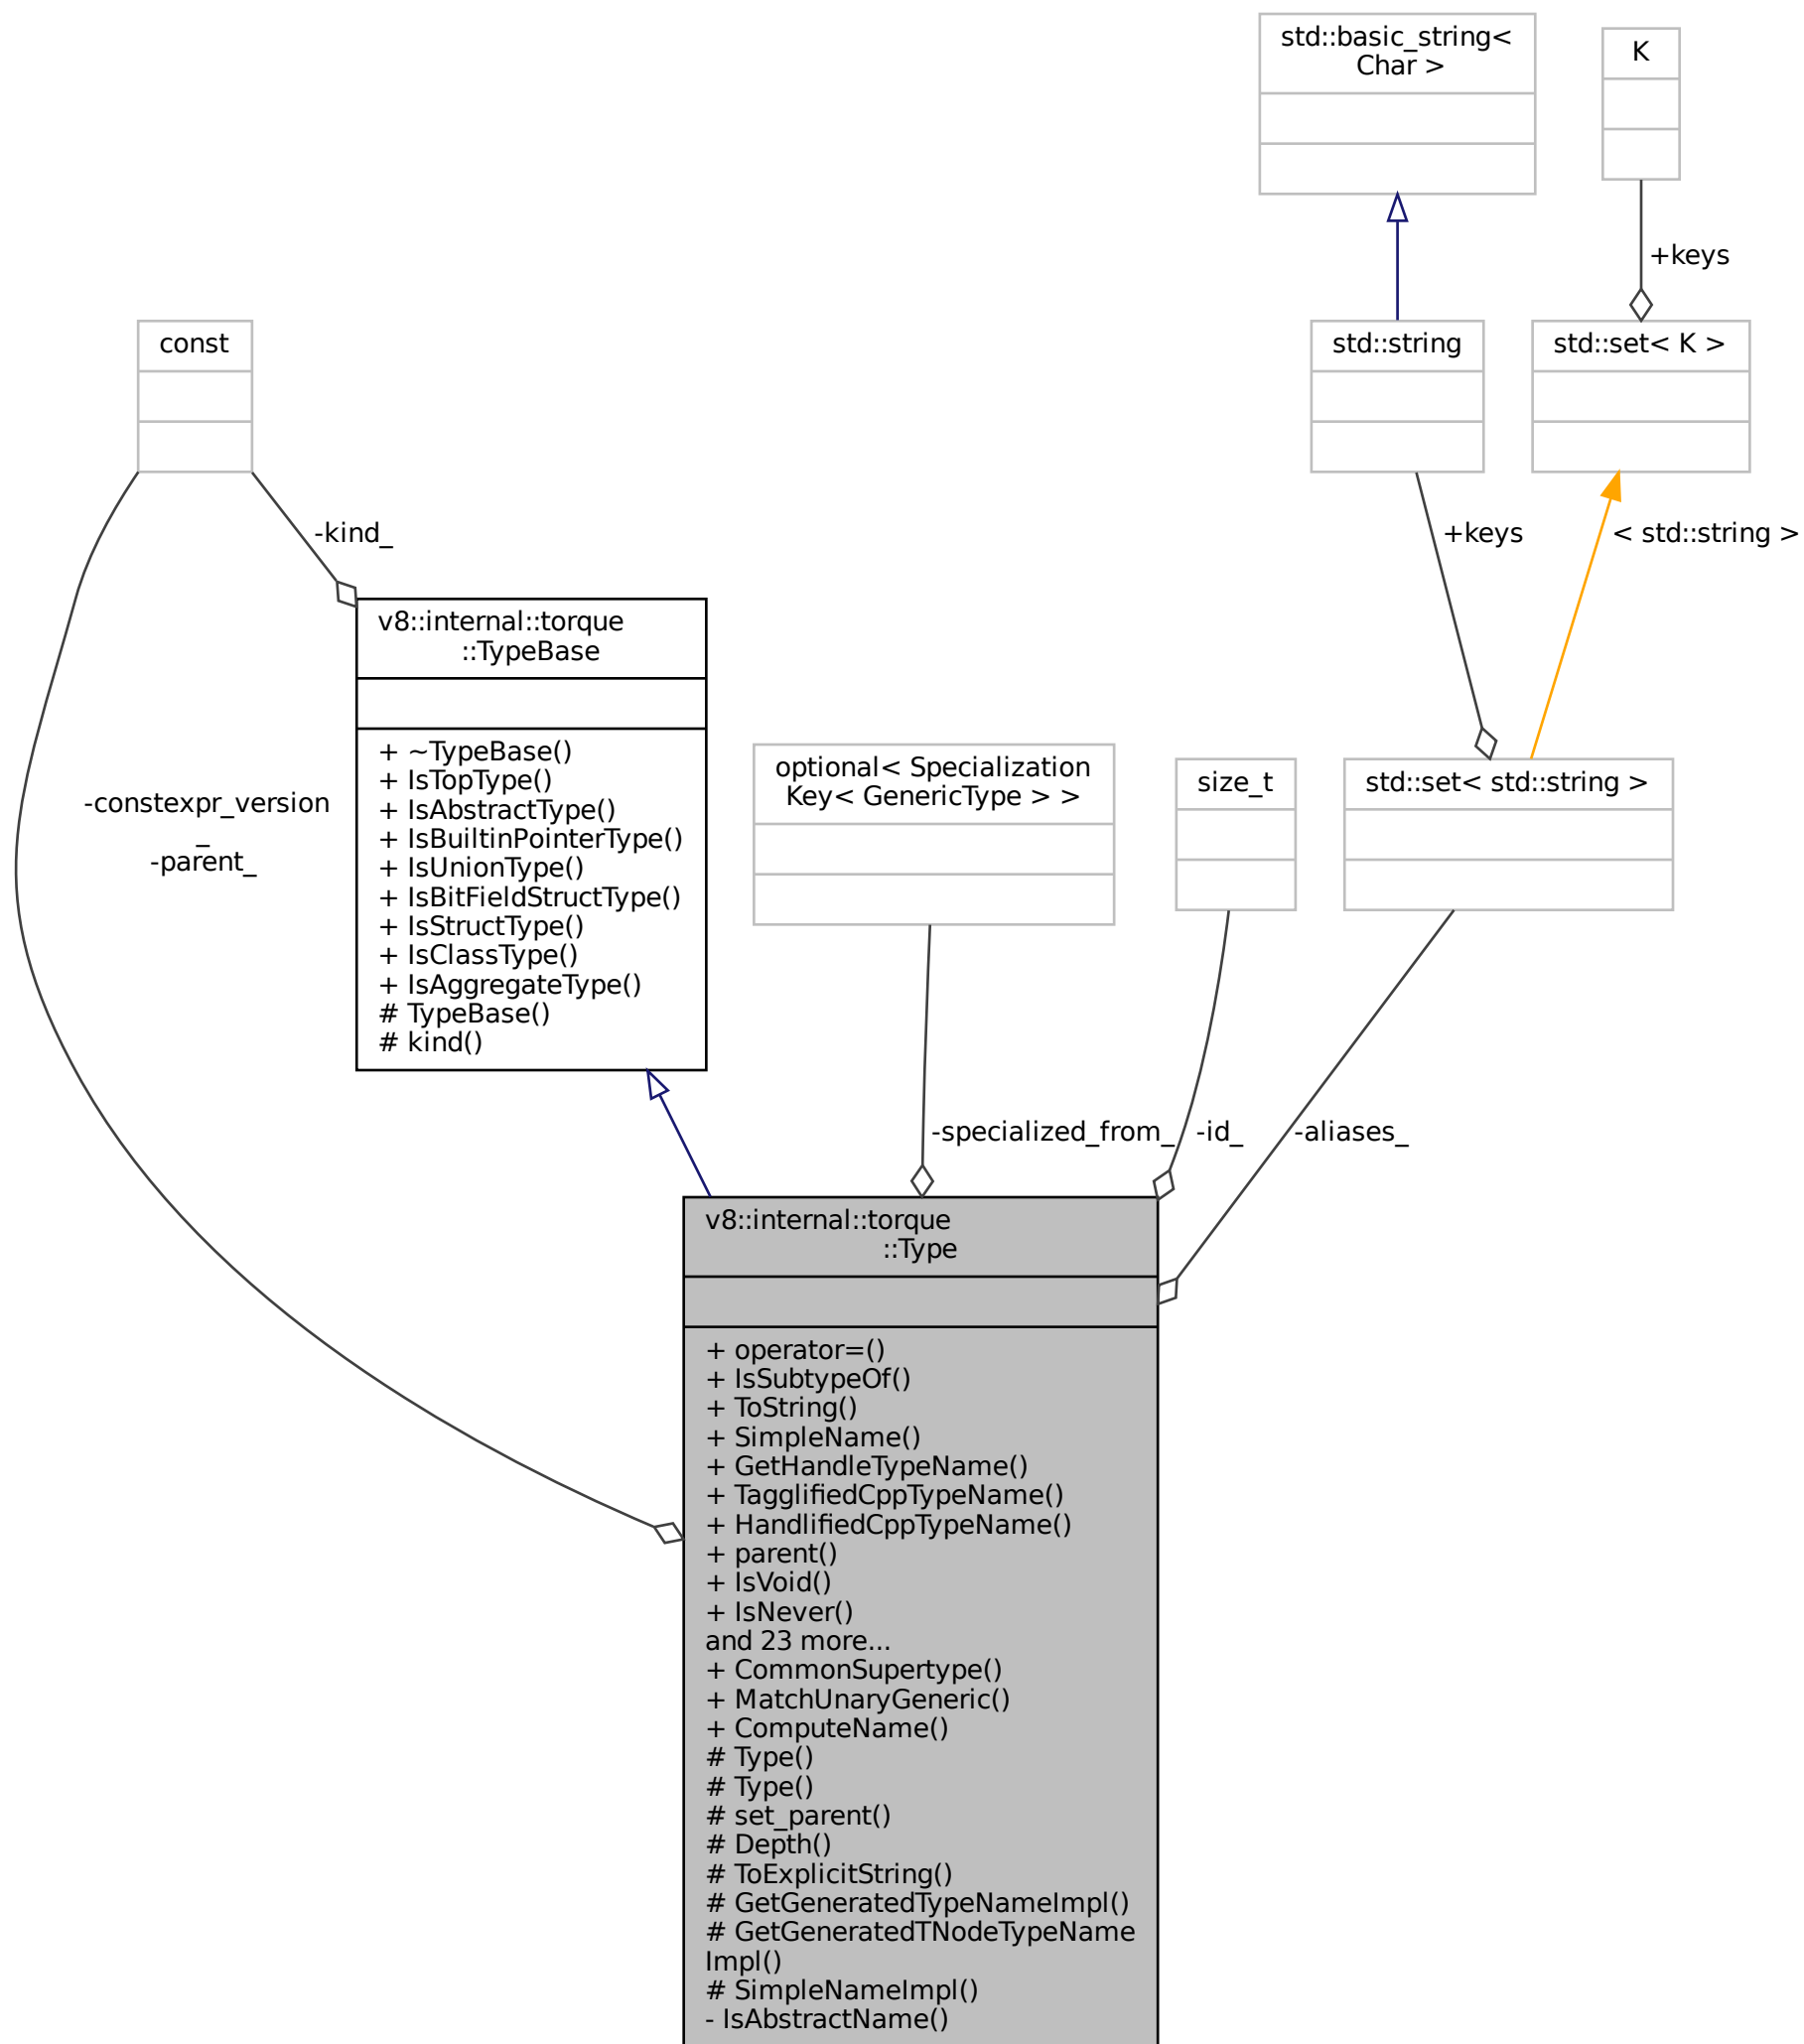 std::basic_string<
Char >
K
+keys
const
std::string
std::set< K >
-kind_
+keys
< std::string >
v8::internal::torque
::TypeBase
+ ~TypeBase()
+ IsTopType()
+ IsAbstractType()
+ IsBuiltinPointerType()
+ IsUnionType()
+ IsBitFieldStructType()
+ IsStructType()
+ IsClassType()
+ IsAggregateType()
# TypeBase()
# kind()
optional< Specialization
Key< GenericType > >
size_t
std::set< std::string >
-constexpr_version
_
-parent_
-specialized_from_
-id_
-aliases_
v8::internal::torque
::Type
+ operator=()
+ IsSubtypeOf()
+ ToString()
+ SimpleName()
+ GetHandleTypeName()
+ TagglifiedCppTypeName()
+ HandlifiedCppTypeName()
+ parent()
+ IsVoid()
+ IsNever()
and 23 more...
+ CommonSupertype()
+ MatchUnaryGeneric()
+ ComputeName()
# Type()
# Type()
# set_parent()
# Depth()
# ToExplicitString()
# GetGeneratedTypeNameImpl()
# GetGeneratedTNodeTypeName
Impl()
# SimpleNameImpl()
- IsAbstractName()